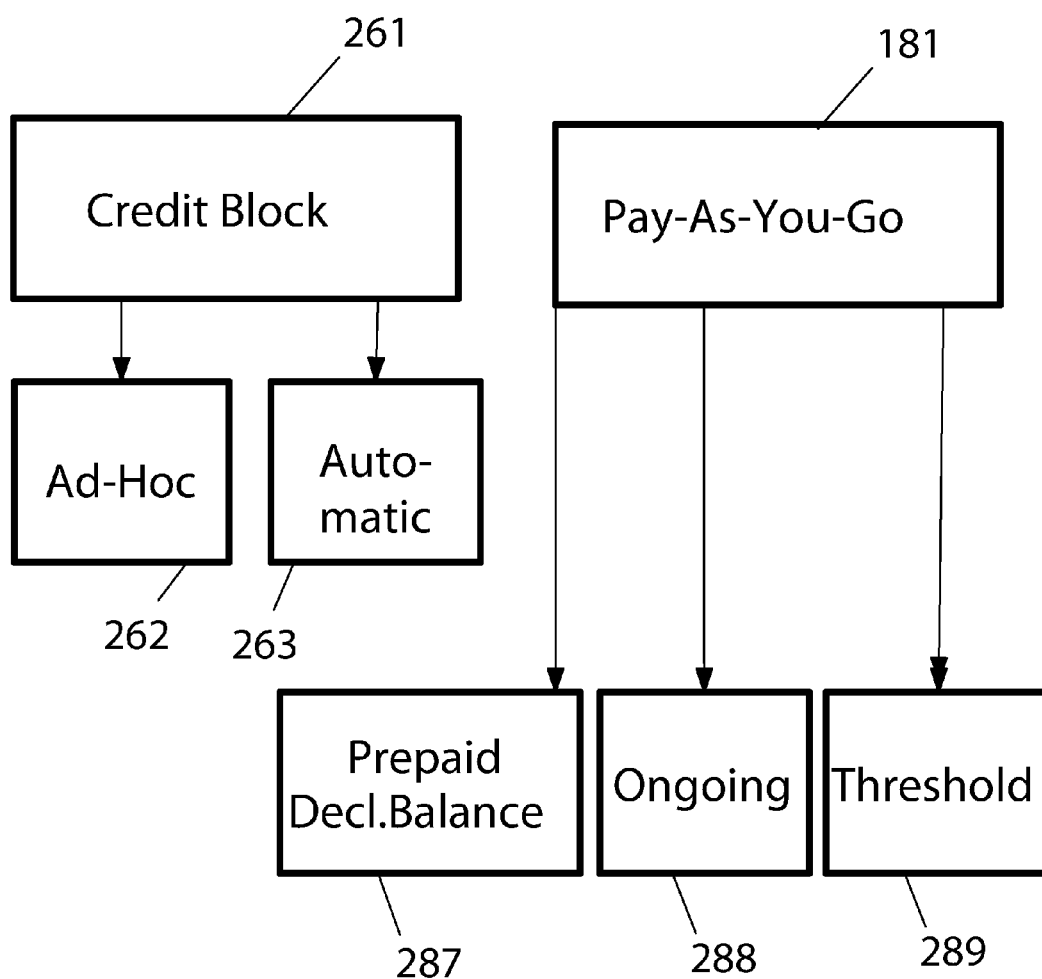 261
181
Credit Block
Pay-As-You-Go
Ad-Hoc
Auto-
matic
262
263
Prepaid
Decl.Balance
Ongoing
Threshold
287
288
289